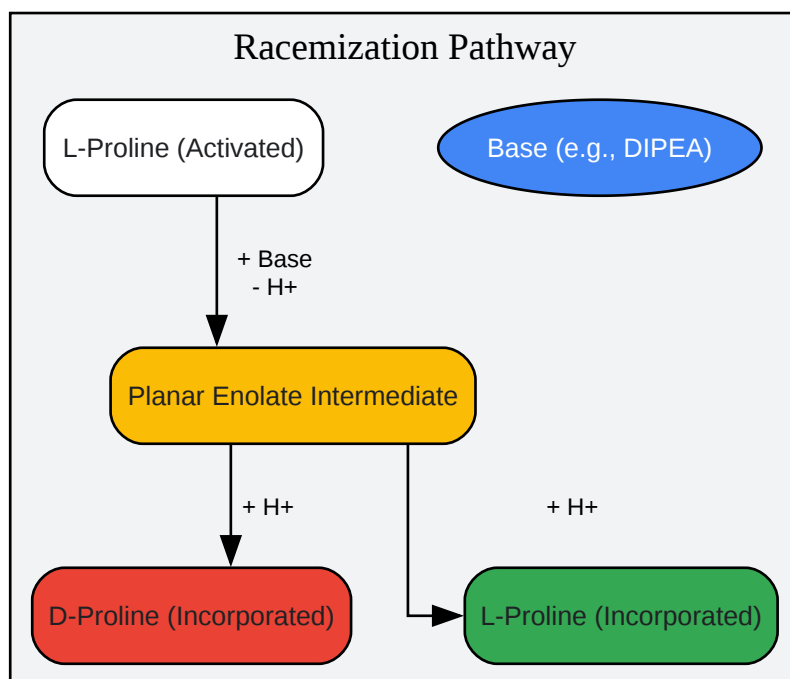 Racemization Pathway
L-Proline (Activated)
Base (e.g., DIPEA)
+ Base
- H+
Planar Enolate Intermediate
+ H+
+ H+
D-Proline (Incorporated)
L-Proline (Incorporated)